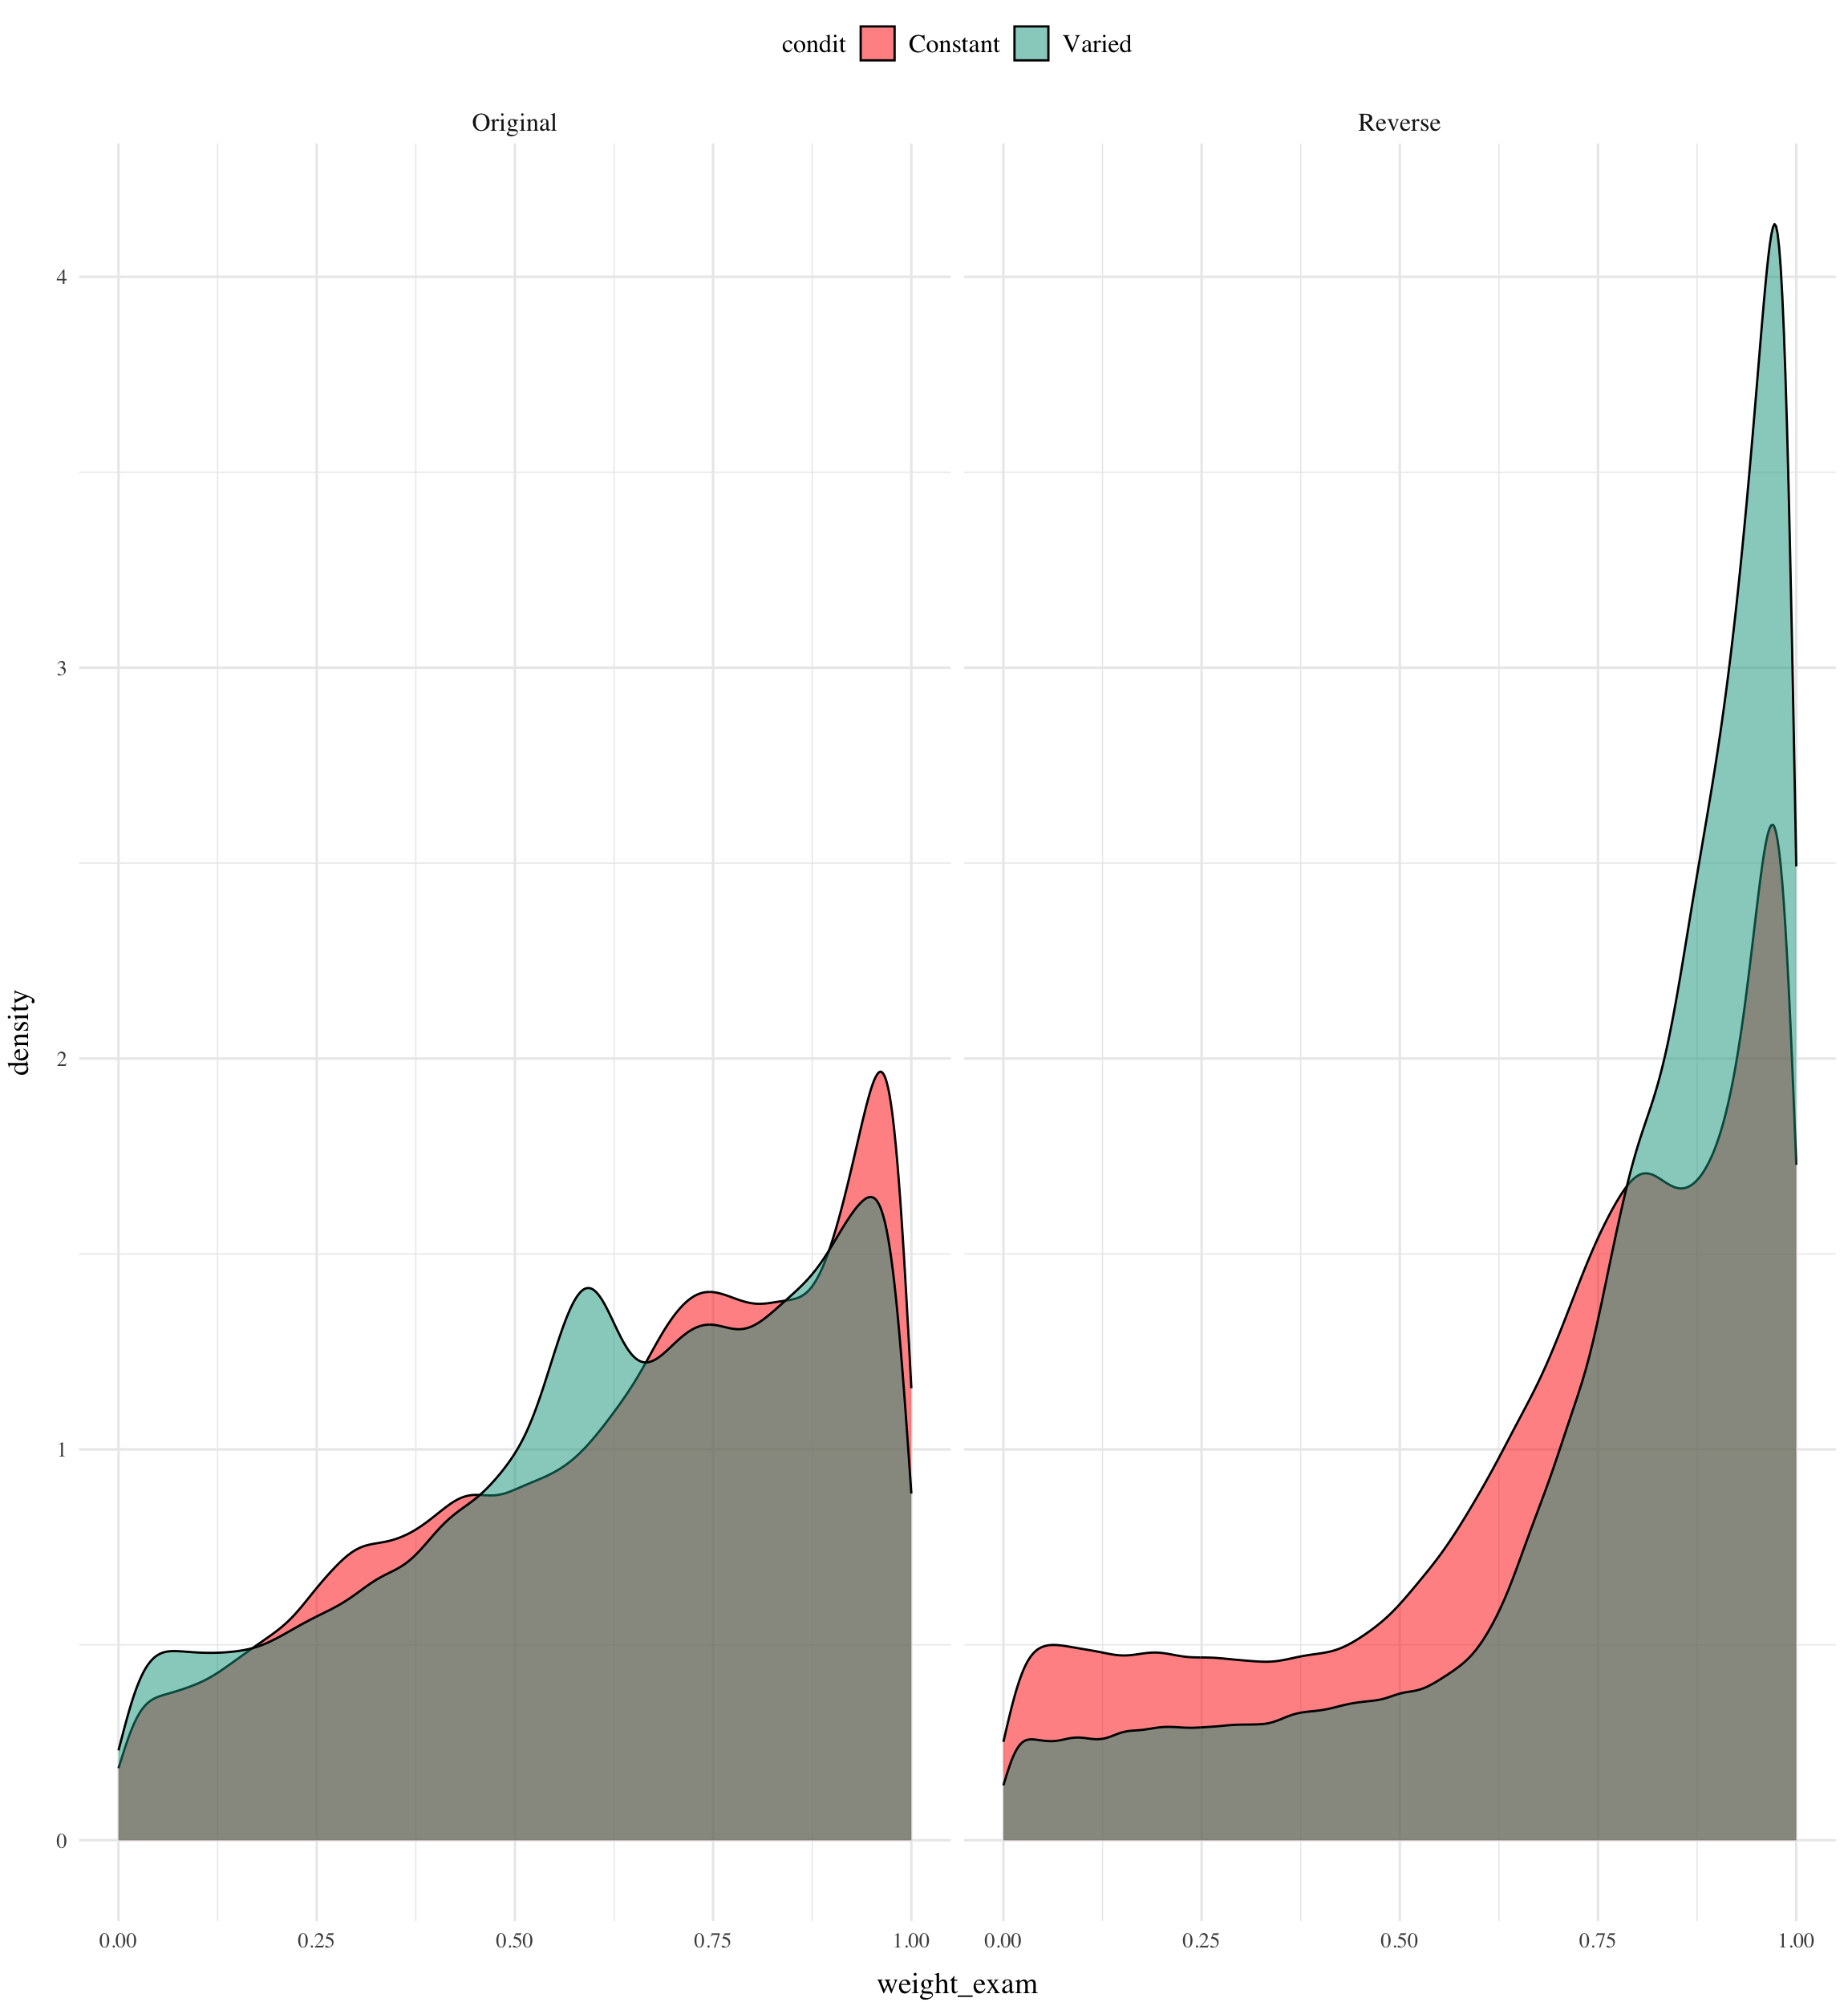 condit Constant Varied
Original Reverse
4
3
2
1
0
density
0.00 0.25 0.50 0.75 1.00 0.00 0.25 0.50 0.75 1.00
weight_exam